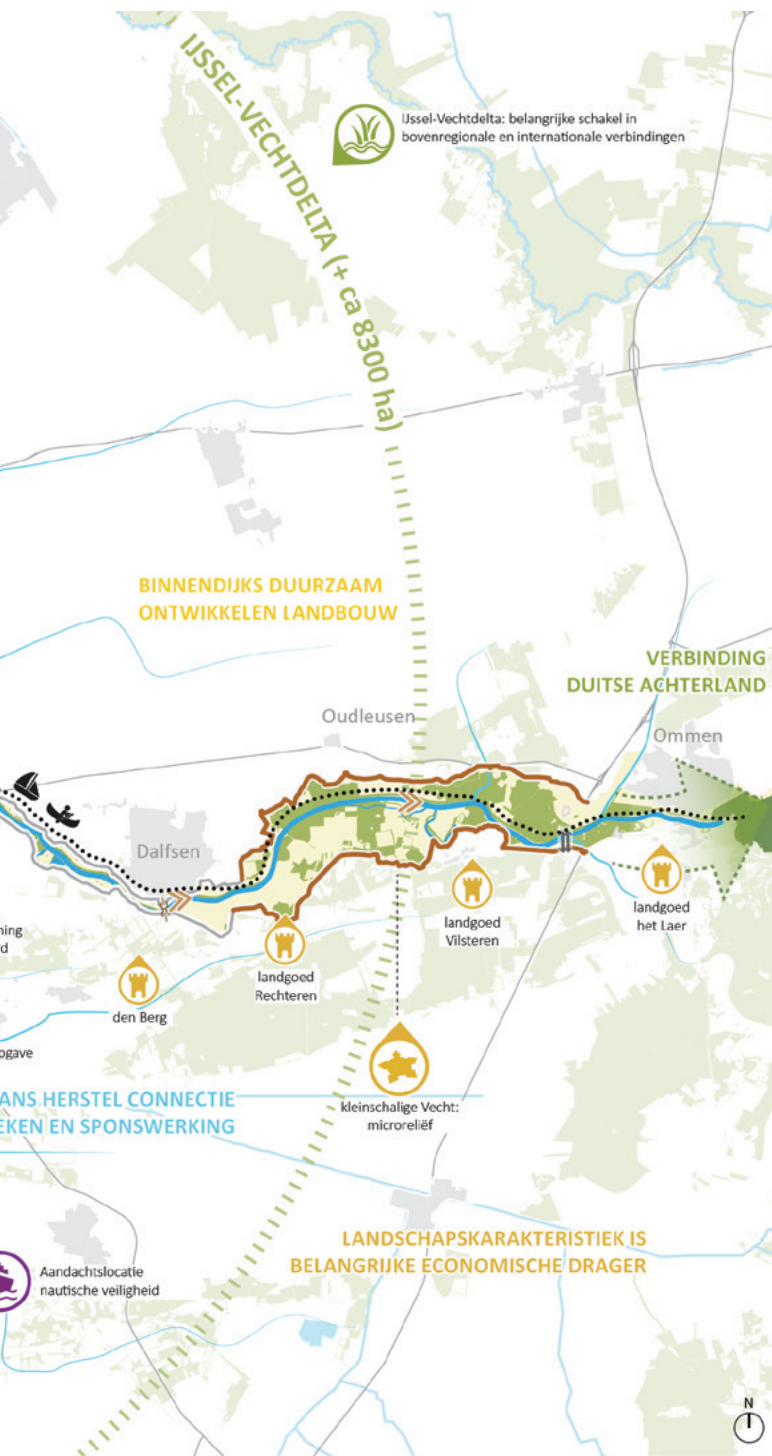 IJSSEL-VECHTDELTA (+ ca 8300 ha)
IJssel-Vechtdelta: belangrijke schakel in
bovenregionale en internationale verbindingen
BINNENDIJKS DUURZAAM
ONTWIKKELEN LANDBOUW
VERBINDING
DUITSE ACHTERLAND
Oudleusen
Ommen
Dalfsen
landgoed
Vilsteren
landgoed
het Laer
landgoed
Rechteren
den Berg
kleinschalige Vecht:
microreliëf
ANS HERSTEL CONNECTIE
EKEN EN SPONSWERKING
LANDSCHAPSKARAKTERISTIEK IS
BELANGRIJKE ECONOMISCHE DRAGER
Aandachtslocatie
nautische veiligheid
N